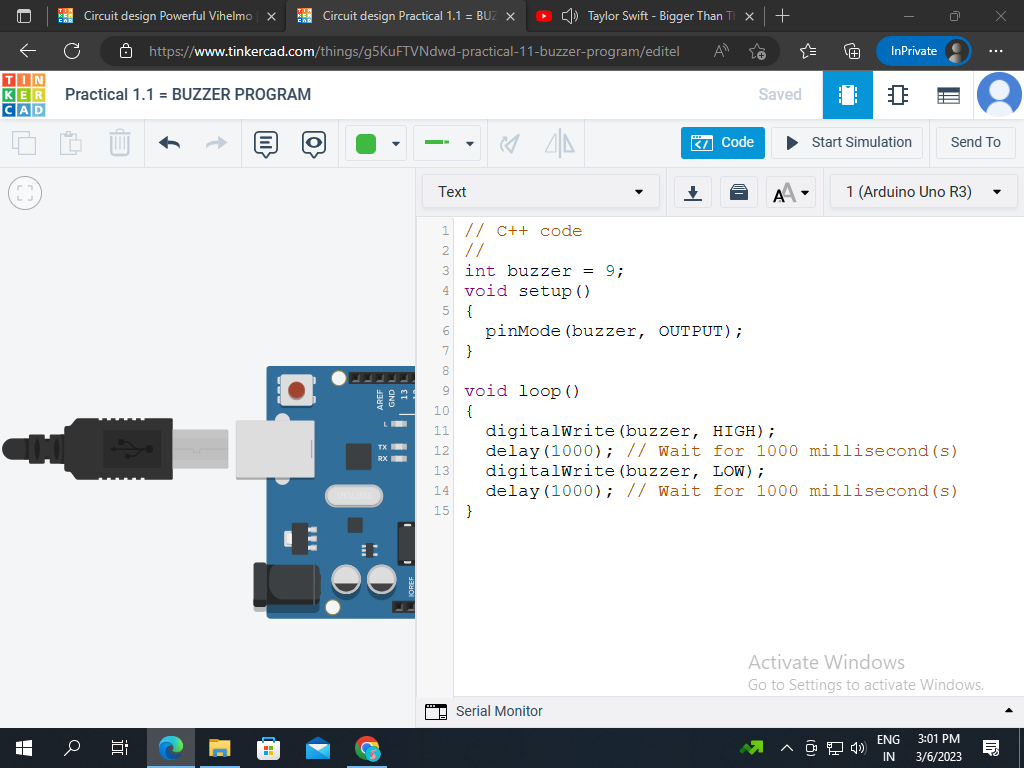 Circuit design Powerful Vihelmo
Circuit design Practical 1.1 = BUZ
Taylor Swift - Bigger Than Th
https://www.tinkercad.com/things/g5KuFTVNdwd-practical-11-buzzer-program/editel
InPrivate
TIN
KER
CAD
Practical 1.1 = BUZZER PROGRAM
Saved
Code
Start Simulation
Send To
Text
1 (Arduino Uno R3)
1 // C++ code
2 //
3 int buzzer = 9;
4 void setup()
5 {
6 pinMode(buzzer, OUTPUT);
7 }
8
9 void loop()
10 {
11 digitalWrite(buzzer, HIGH);
12 delay(1000); // Wait for 1000 millisecond(s)
13 digitalWrite(buzzer, LOW);
14 delay(1000); // Wait for 1000 millisecond(s)
15 }
AREF
GND
13
L
TX
RX
IOREF
Activate Windows
Go to Settings to activate Windows.
Serial Monitor
ENG
IN
3:01 PM
3/6/2023